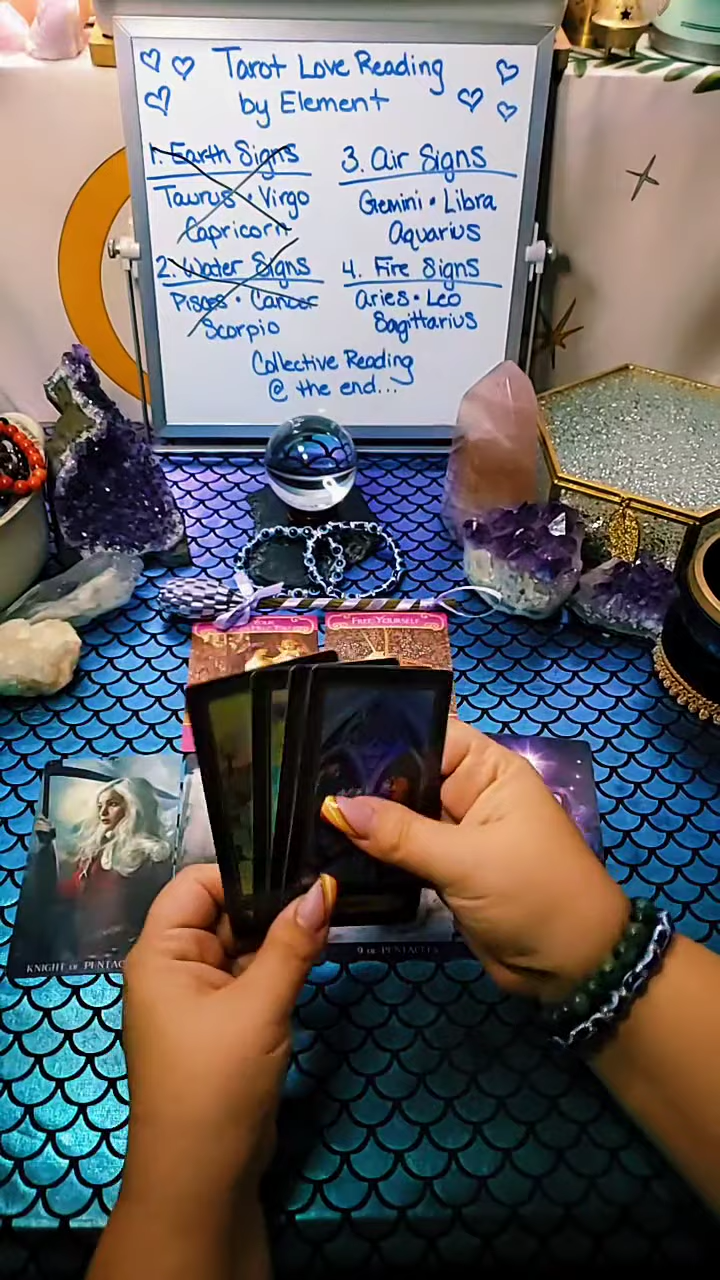 Tarot Love Reading
by Element
1. Earth Signs
Taurus • Virgo
Capricorn
2. Water Signs
Pisces • Cancer
Scorpio
3. Air Signs
Gemini • Libra
Aquarius
4. Fire Signs
Aries • Leo
Sagittarius
Collective Reading
@ the end...
YOUR
FREE YOURSELF
KNIGHT OF
9 OF PENTACLES